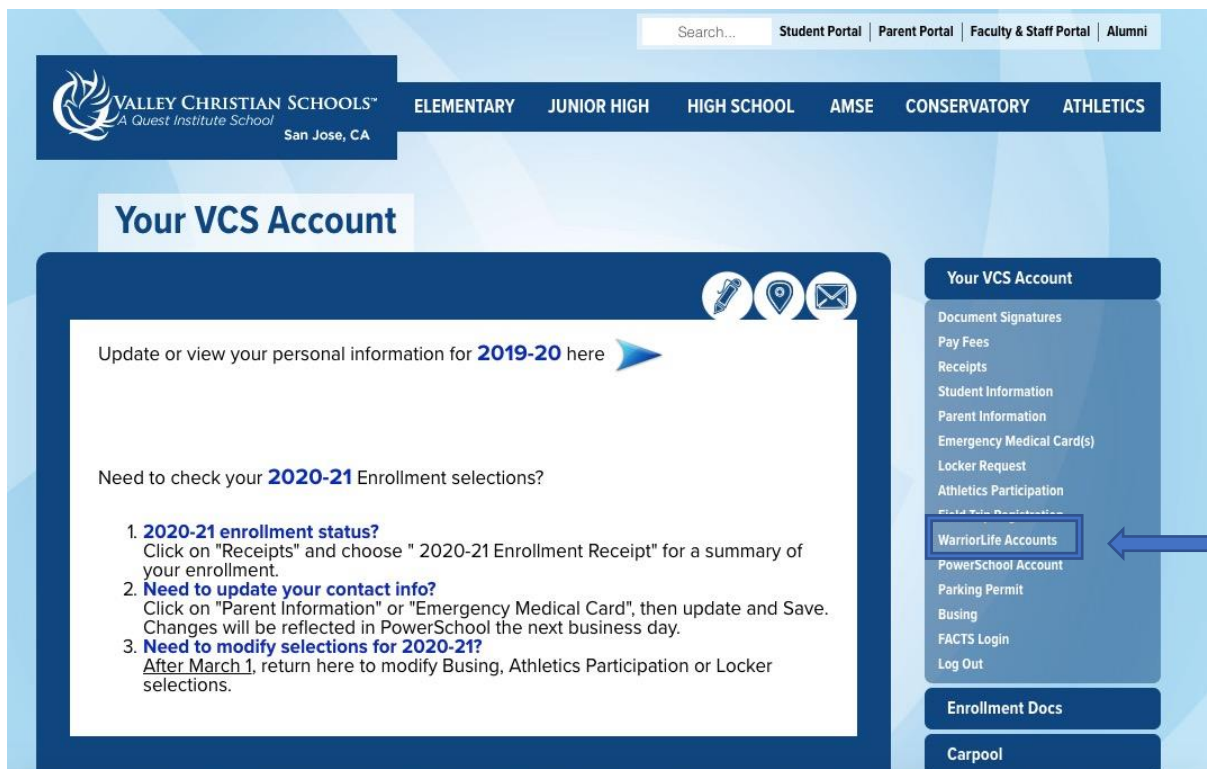 Search...
Student Portal | Parent Portal | Faculty & Staff Portal | Alumni
VALLEY CHRISTIAN SCHOOLS™
A Quest Institute School
San Jose, CA
ELEMENTARY JUNIOR HIGH HIGH SCHOOL AMSE CONSERVATORY ATHLETICS
Your VCS Account
Update or view your personal information for 2019-20 here
Need to check your 2020-21 Enrollment selections?
1. 2020-21 enrollment status?
Click on "Receipts" and choose " 2020-21 Enrollment Receipt" for a summary of
your enrollment.
2. Need to update your contact info?
Click on "Parent Information" or "Emergency Medical Card", then update and Save.
Changes will be reflected in PowerSchool the next business day.
3. Need to modify selections for 2020-21?
After March 1, return here to modify Busing, Athletics Participation or Locker
selections.
Your VCS Account
Document Signatures
Pay Fees
Receipts
Student Information
Parent Information
Emergency Medical Card(s)
Locker Request
Athletics Participation
Field Trip Registration
WarriorLife Accounts
PowerSchool Account
Parking Permit
Busing
FACTS Login
Log Out
Enrollment Docs
Carpool